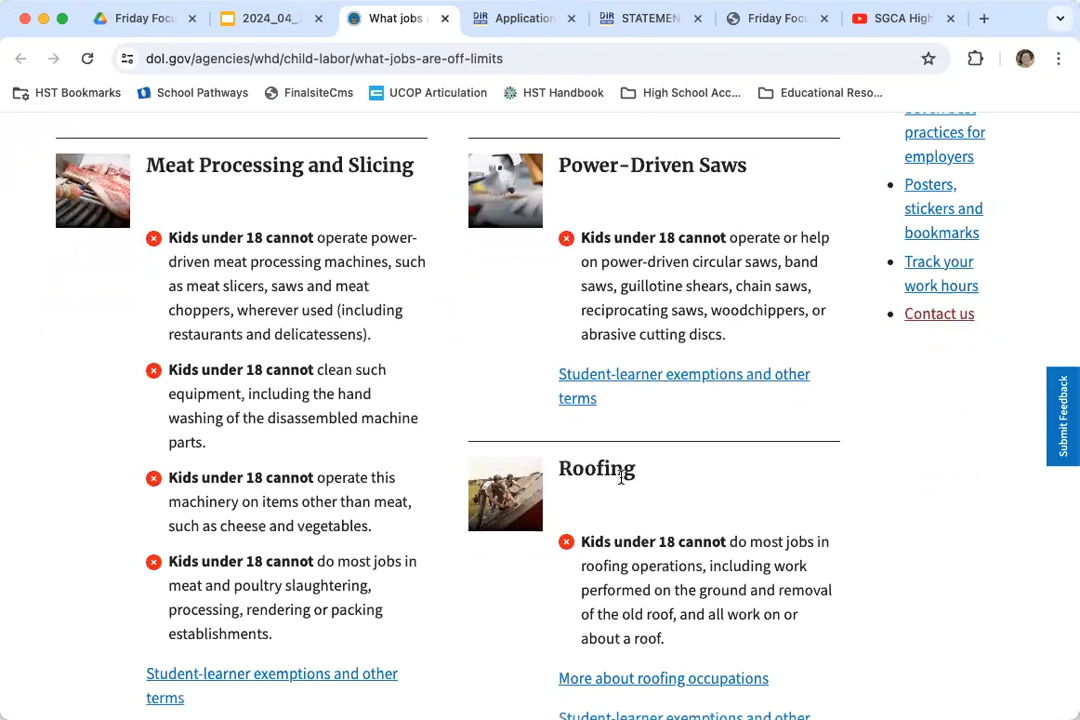 Friday Foc
2024_04_
What jobs
Application
STATEMEN
Friday Foc
SGCA High
dol.gov/agencies/whd/child-labor/what-jobs-are-off-limits
HST Bookmarks
School Pathways
FinalsiteCms
UCOP Articulation
HST Handbook
High School Acc...
Educational Reso...
Meat Processing and Slicing
Kids under 18 cannot operate power-
driven meat processing machines, such
as meat slicers, saws and meat
choppers, wherever used (including
restaurants and delicatessens).
Kids under 18 cannot clean such
equipment, including the hand
washing of the disassembled machine
parts.
Kids under 18 cannot operate this
machinery on items other than meat,
such as cheese and vegetables.
Kids under 18 cannot do most jobs in
meat and poultry slaughtering,
processing, rendering or packing
establishments.
Student-learner exemptions and other
terms
Power-Driven Saws
Kids under 18 cannot operate or help
on power-driven circular saws, band
saws, guillotine shears, chain saws,
reciprocating saws, woodchippers, or
abrasive cutting discs.
Student-learner exemptions and other
terms
Roofing
Kids under 18 cannot do most jobs in
roofing operations, including work
performed on the ground and removal
of the old roof, and all work on or
about a roof.
More about roofing occupations
Student-learner exemptions and other
practices for
employers
Posters,
stickers and
bookmarks
Track your
work hours
Contact us
Submit Feedback